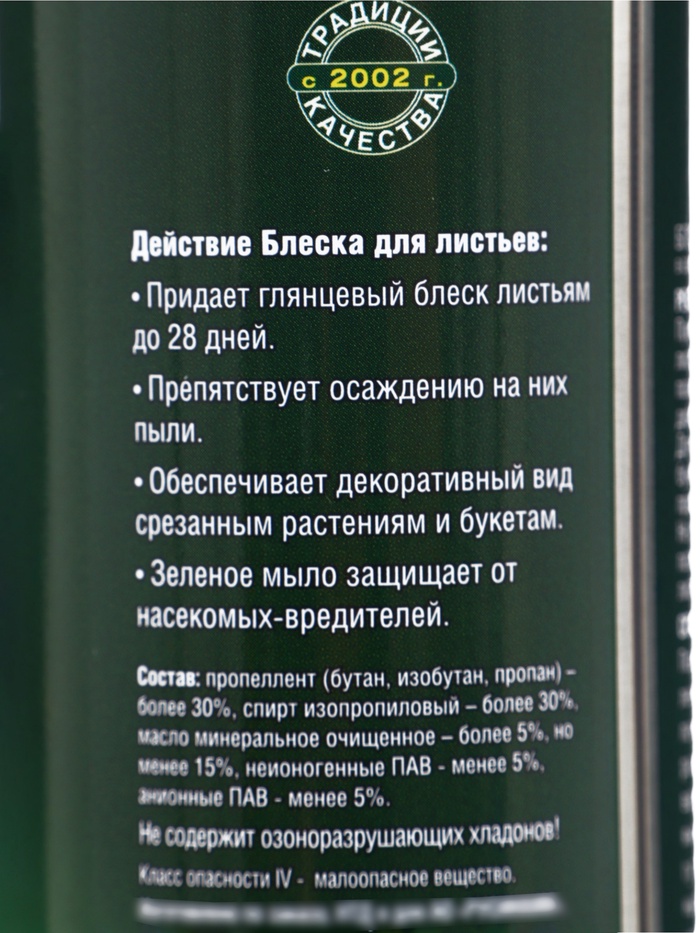 ТРАДИЦИИ
с 2002 г.
КАЧЕСТВА
Действие Блеска для листьев:
• Придает глянцевый блеск листьям
до 28 дней.
• Препятствует осаждению на них
пыли.
• Обеспечивает декоративный вид
срезанным растениям и букетам.
• Зеленое мыло защищает от
насекомых-вредителей.
Состав: пропеллент (бутан, изобутан, пропан) –
более 30%, спирт изопропиловый – более 30%,
масло минеральное очищенное – более 5%, но
менее 15%, неионогенные ПАВ - менее 5%,
анионные ПАВ - менее 5%.
Не содержит озоноразрушающих хладонов!
Класс опасности IV - малоопасное вещество.